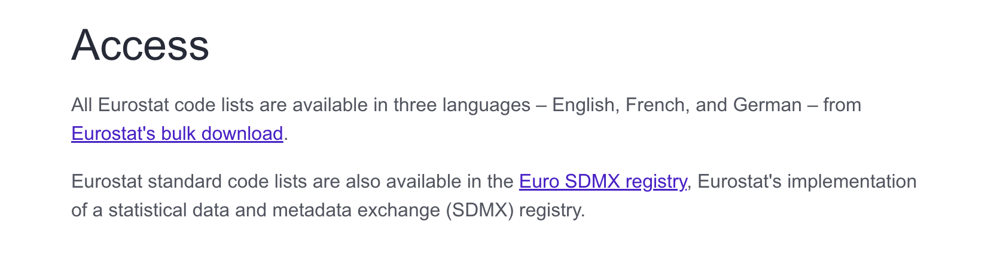 Access
All Eurostat code lists are available in three languages – English, French, and German – from
Eurostat's bulk download.
Eurostat standard code lists are also available in the Euro SDMX registry, Eurostat's implementation
of a statistical data and metadata exchange (SDMX) registry.